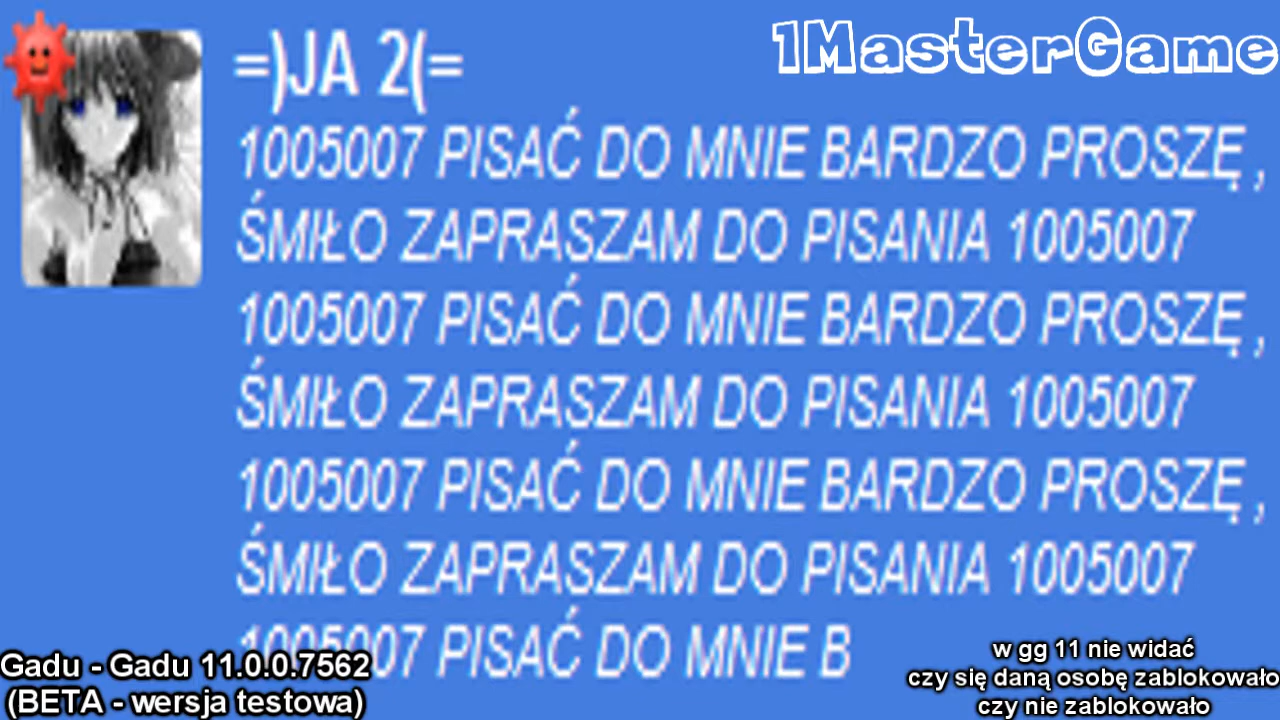 1MasterGame
=)JA 2(=
1005007 PISAĆ DO MNIE BARDZO PROSZĘ ,
ŚMIŁO ZAPRASZAM DO PISANIA 1005007
1005007 PISAĆ DO MNIE BARDZO PROSZĘ ,
ŚMIŁO ZAPRASZAM DO PISANIA 1005007
1005007 PISAĆ DO MNIE BARDZO PROSZĘ ,
ŚMIŁO ZAPRASZAM DO PISANIA 1005007
1005007 PISAĆ DO MNIE B
Gadu - Gadu 11.0.0.7562
(BETA - wersja testowa)
w gg 11 nie widać
czy się daną osobę zablokowało
czy nie zablokowało